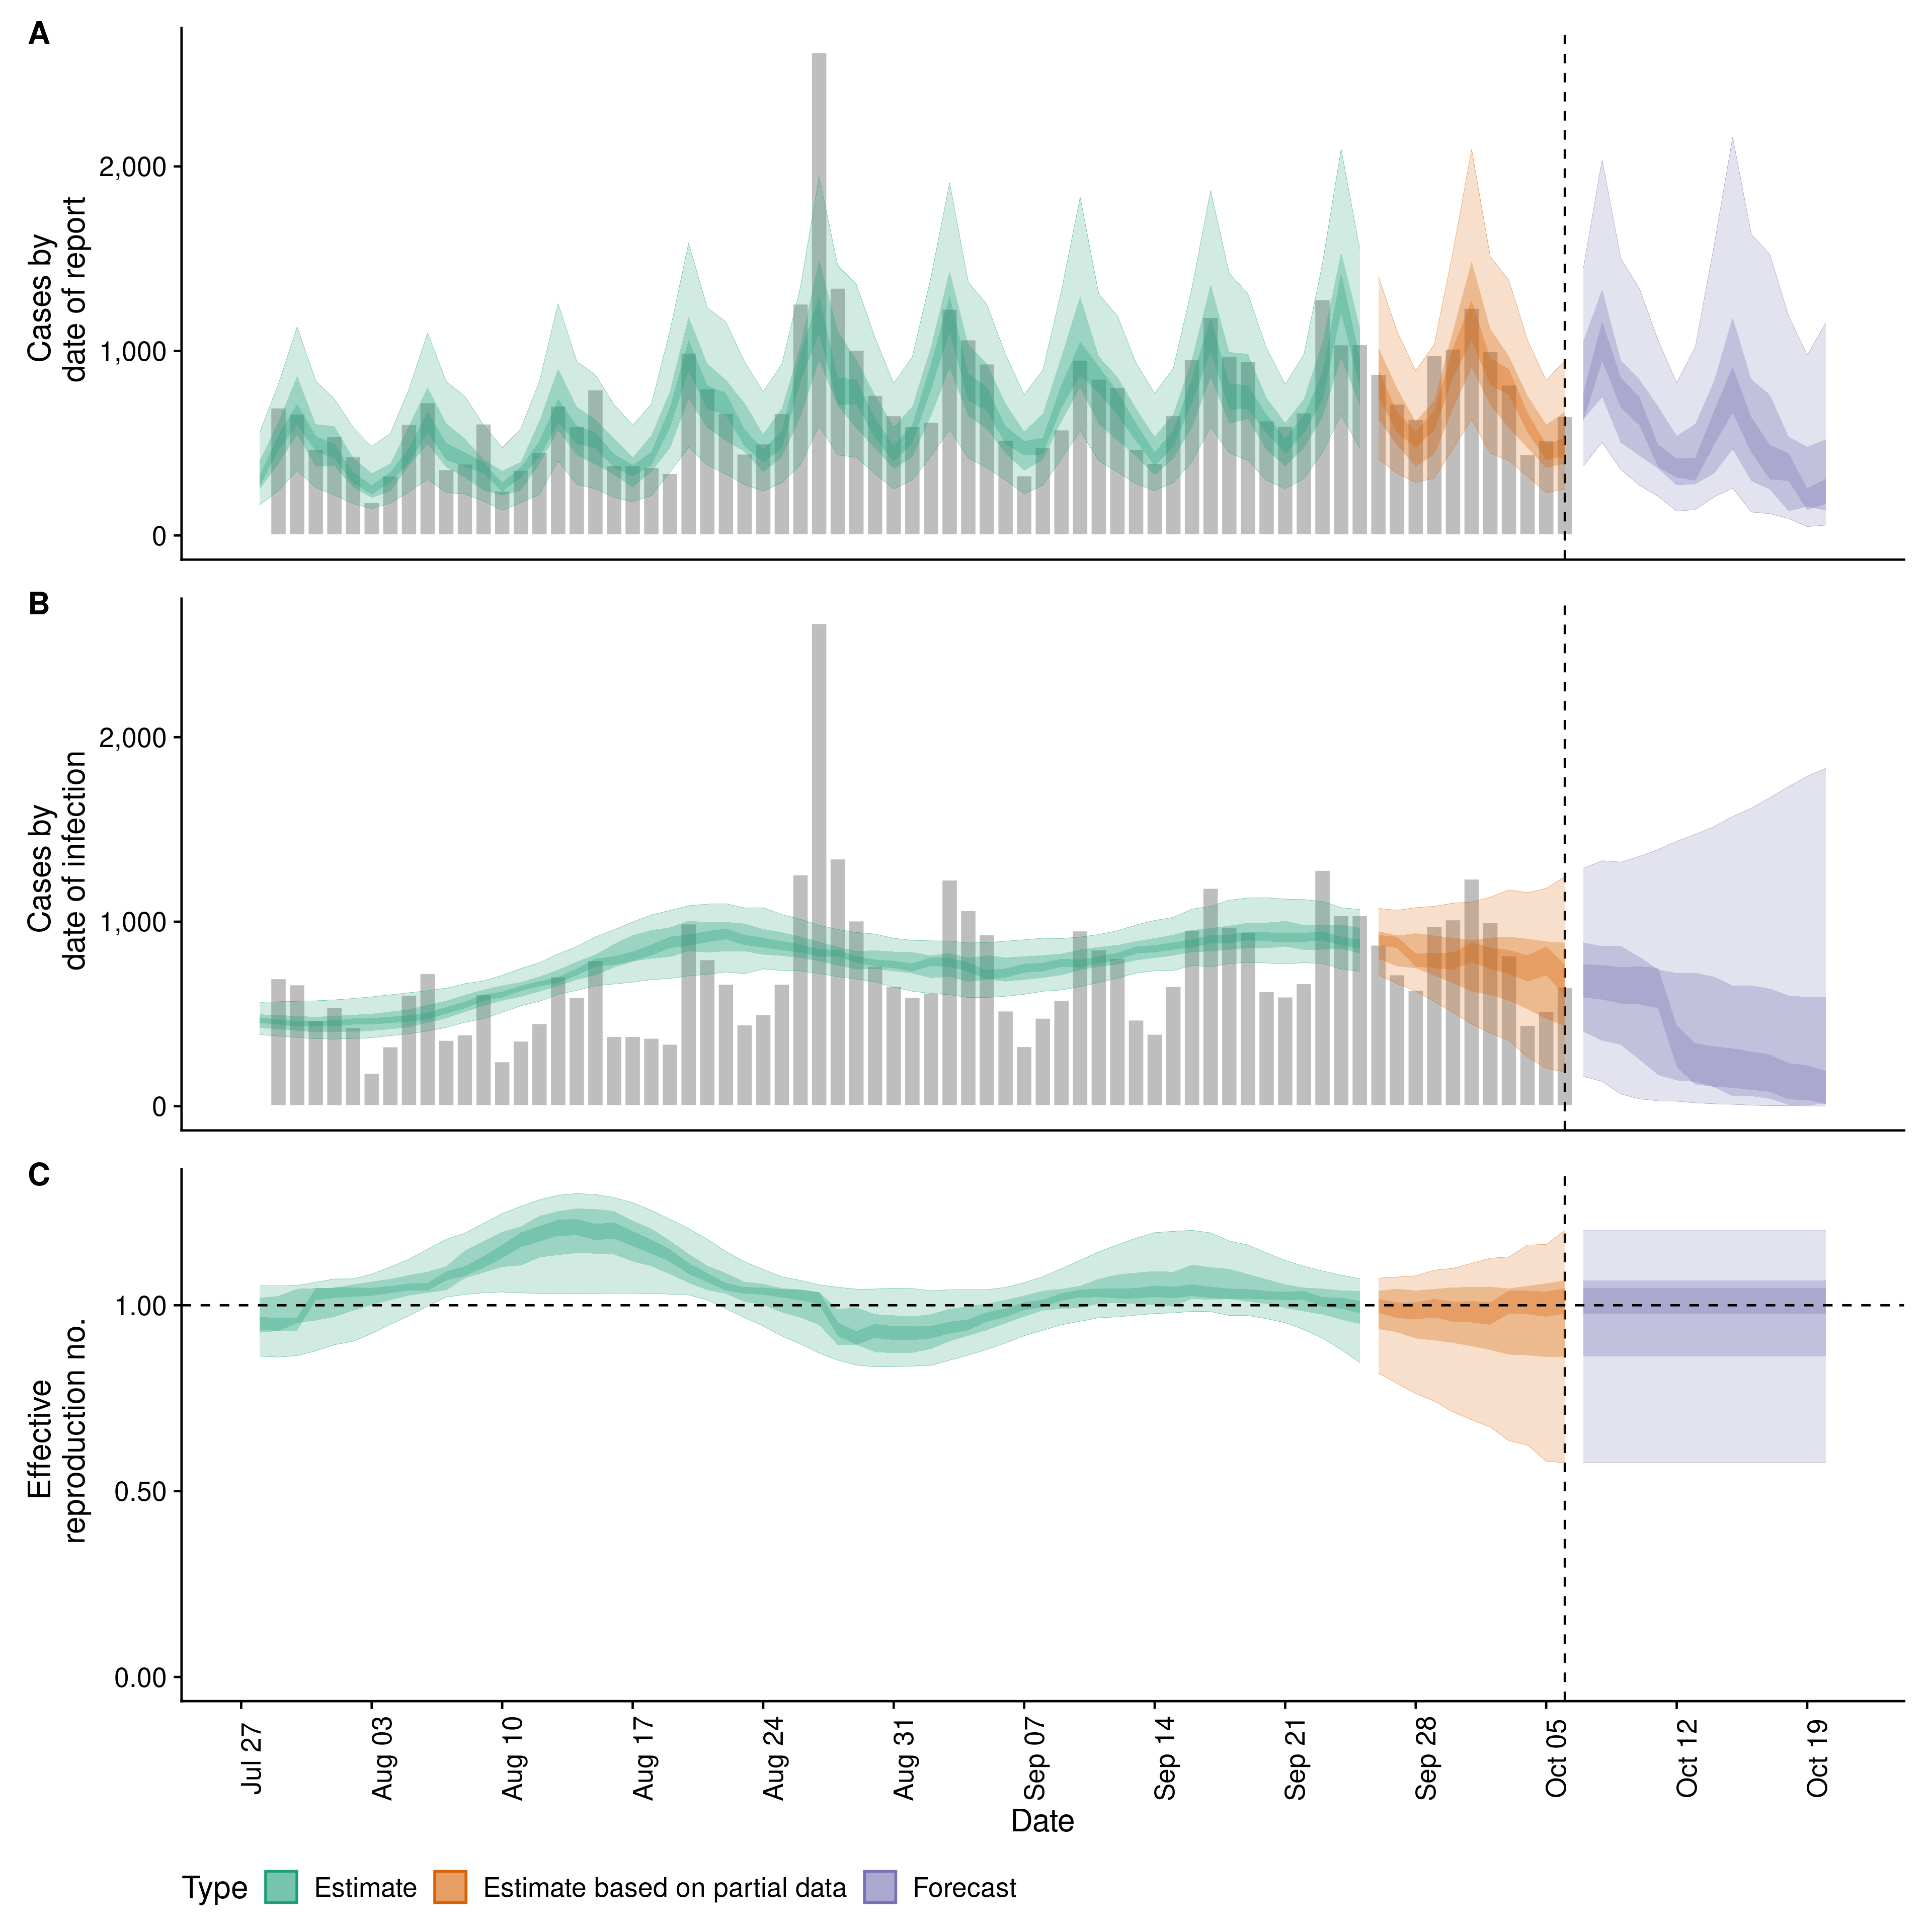 A
Cases by
date of report
2,000
1,000
0
B
Cases by
date of infection
2,000
1,000
0
C
Effective
reproduction no.
1.00
0.50
0.00
Jul 27
Aug 03
Aug 10
Aug 17
Aug 24
Aug 31
Sep 07
Sep 14
Sep 21
Sep 28
Oct 05
Oct 12
Oct 19
Date
Type Estimate Estimate based on partial data Forecast